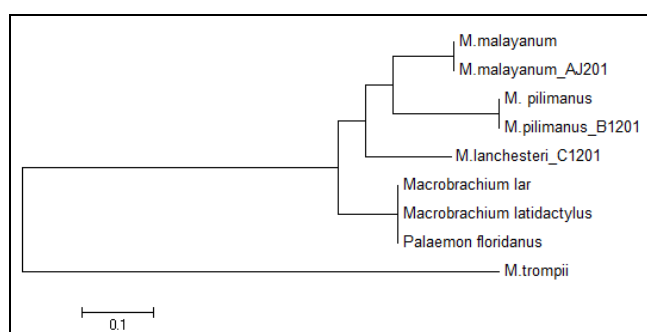 M.malayanum
M.malayanum_AJ201
M. pilimanus
M.pilimanus_B1201
M.lanchesteri_C1201
Macrobrachium lar
Macrobrachium latidactylus
Palaemon floridanus
M.trompii
0.1